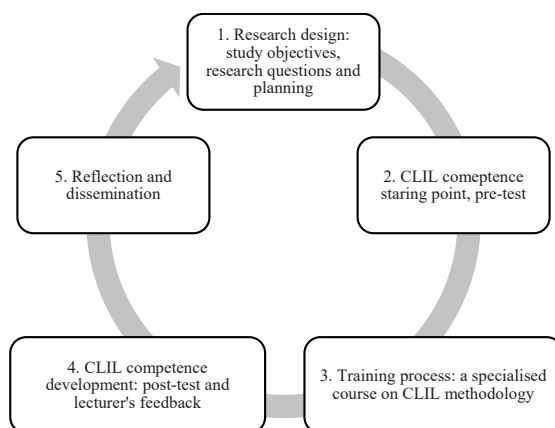 1. Research design:
study objectives,
research questions and
planning
2. CLIL comeptence
staring point, pre-test
3. Training process: a specialised
course on CLIL methodology
4. CLIL competence
development: post-test and
lecturer's feedback
5. Reflection and
dissemination